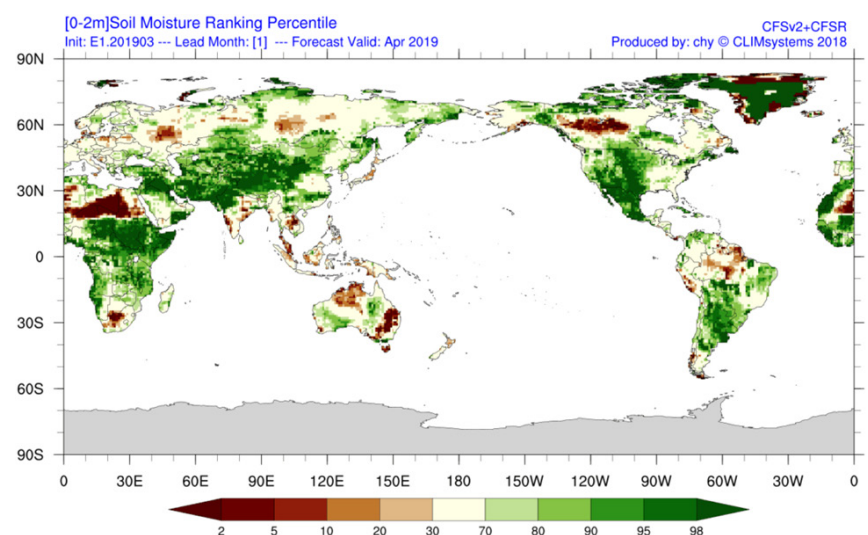 [0-2m]Soil Moisture Ranking Percentile
CFSv2+CFSR
Init: E1.201903 --- Lead Month: [1] --- Forecast Valid: Apr 2019
Produced by: chy © CLIMsystems 2018
90N
60N
30N
0
30S
60S
90S
0 30E 60E 90E 120E 150E 180 150W 120W 90W 60W 30W 0
2 5 10 20 30 70 80 90 95 98